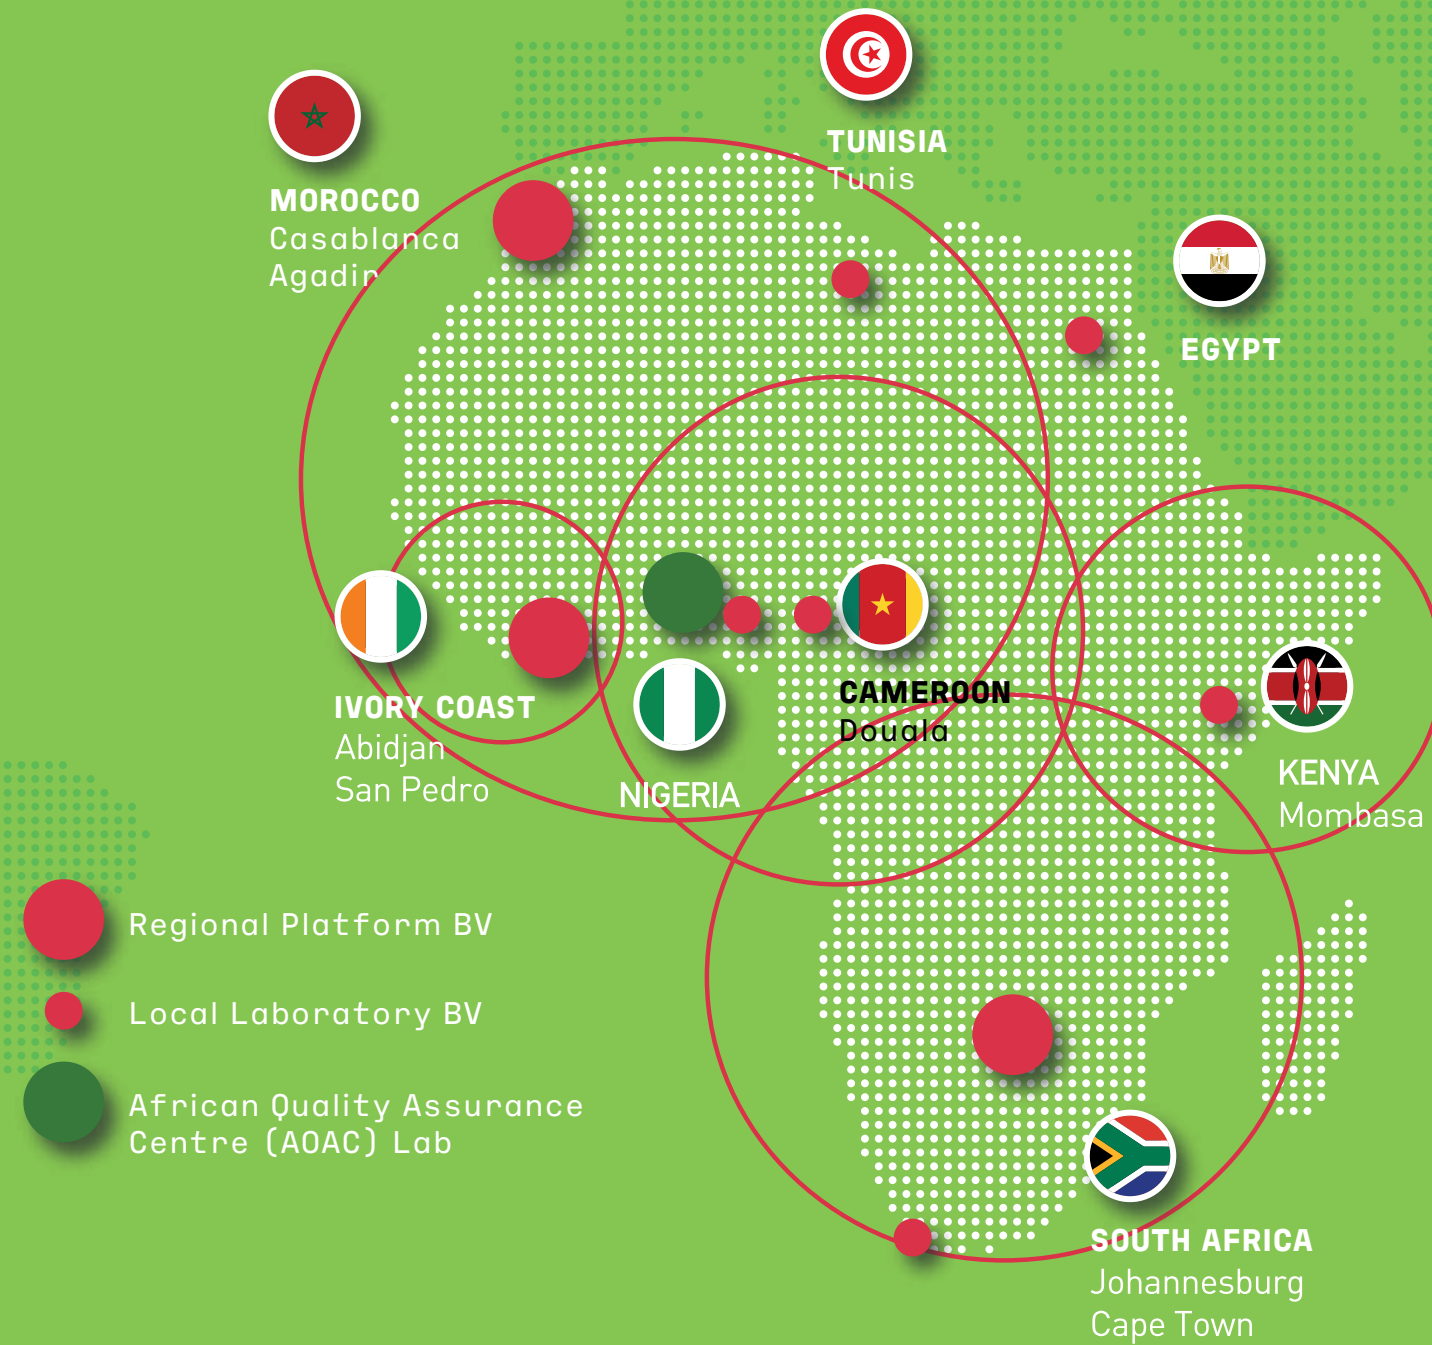 TUNISIA
Tunis
MOROCCO
Casablanca
Agadir
EGYPT
CAMEROON
Douala
IVORY COAST
Abidjan
San Pedro
NIGERIA
KENYA
Mombasa
Regional Platform BV
Local Laboratory BV
African Quality Assurance
Centre (AOAC) Lab
SOUTH AFRICA
Johannesburg
Cape Town